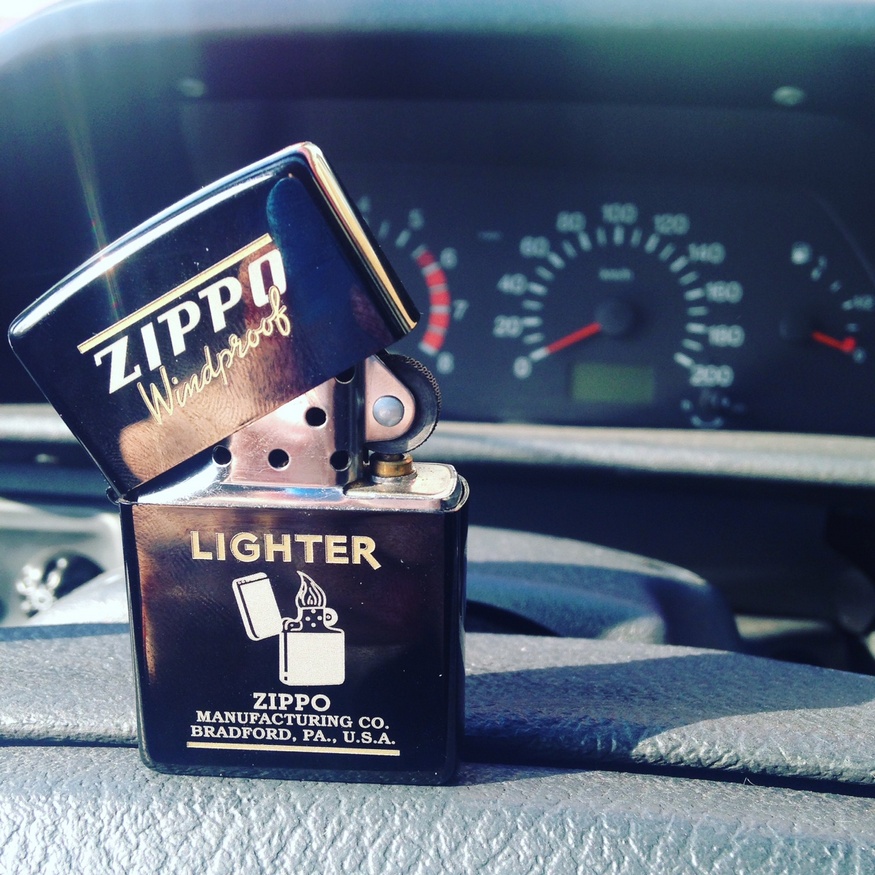 ZIPPO
Windproof
LIGHTER
ZIPPO
MANUFACTURING CO.
BRADFORD, PA., U.S.A.
5
6
7
8
0
20
40
60
80
100
120
140
160
180
200